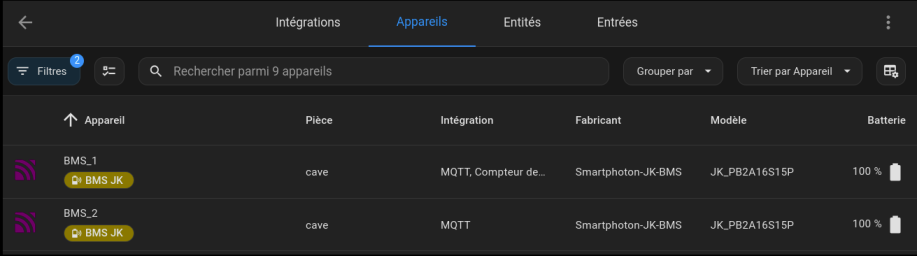 Intégrations Appareils Entités Entrées
Filtres 2 Rechercher parmi 9 appareils Grouper par Trier par Appareil
Appareil Pièce Intégration Fabricant Modèle Batterie
BMS_1
BMS JK cave MQTT, Compteur de... Smartphoton-JK-BMS JK_PB2A16S15P 100 %
BMS_2
BMS JK cave MQTT Smartphoton-JK-BMS JK_PB2A16S15P 100 %